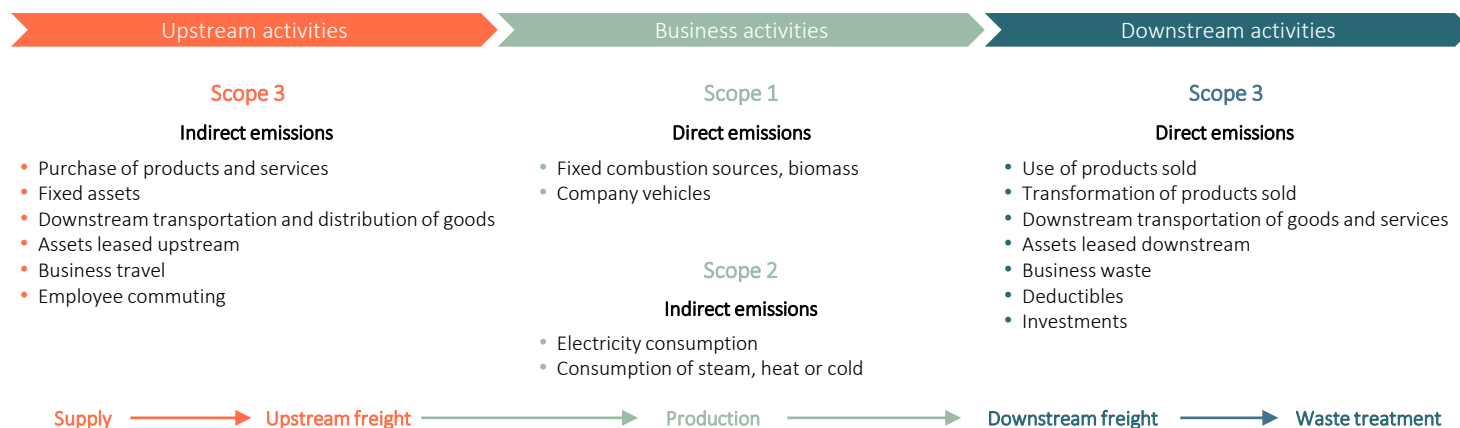 Upstream activities
Business activities
Downstream activities
Scope 3
Indirect emissions
• Purchase of products and services
• Fixed assets
• Downstream transportation and distribution of goods
• Assets leased upstream
• Business travel
• Employee commuting
Scope 1
Direct emissions
• Fixed combustion sources, biomass
• Company vehicles
Scope 2
Indirect emissions
• Electricity consumption
• Consumption of steam, heat or cold
Scope 3
Direct emissions
• Use of products sold
• Transformation of products sold
• Downstream transportation of goods and services
• Assets leased downstream
• Business waste
• Deductibles
• Investments
Supply
Upstream freight
Production
Downstream freight
Waste treatment